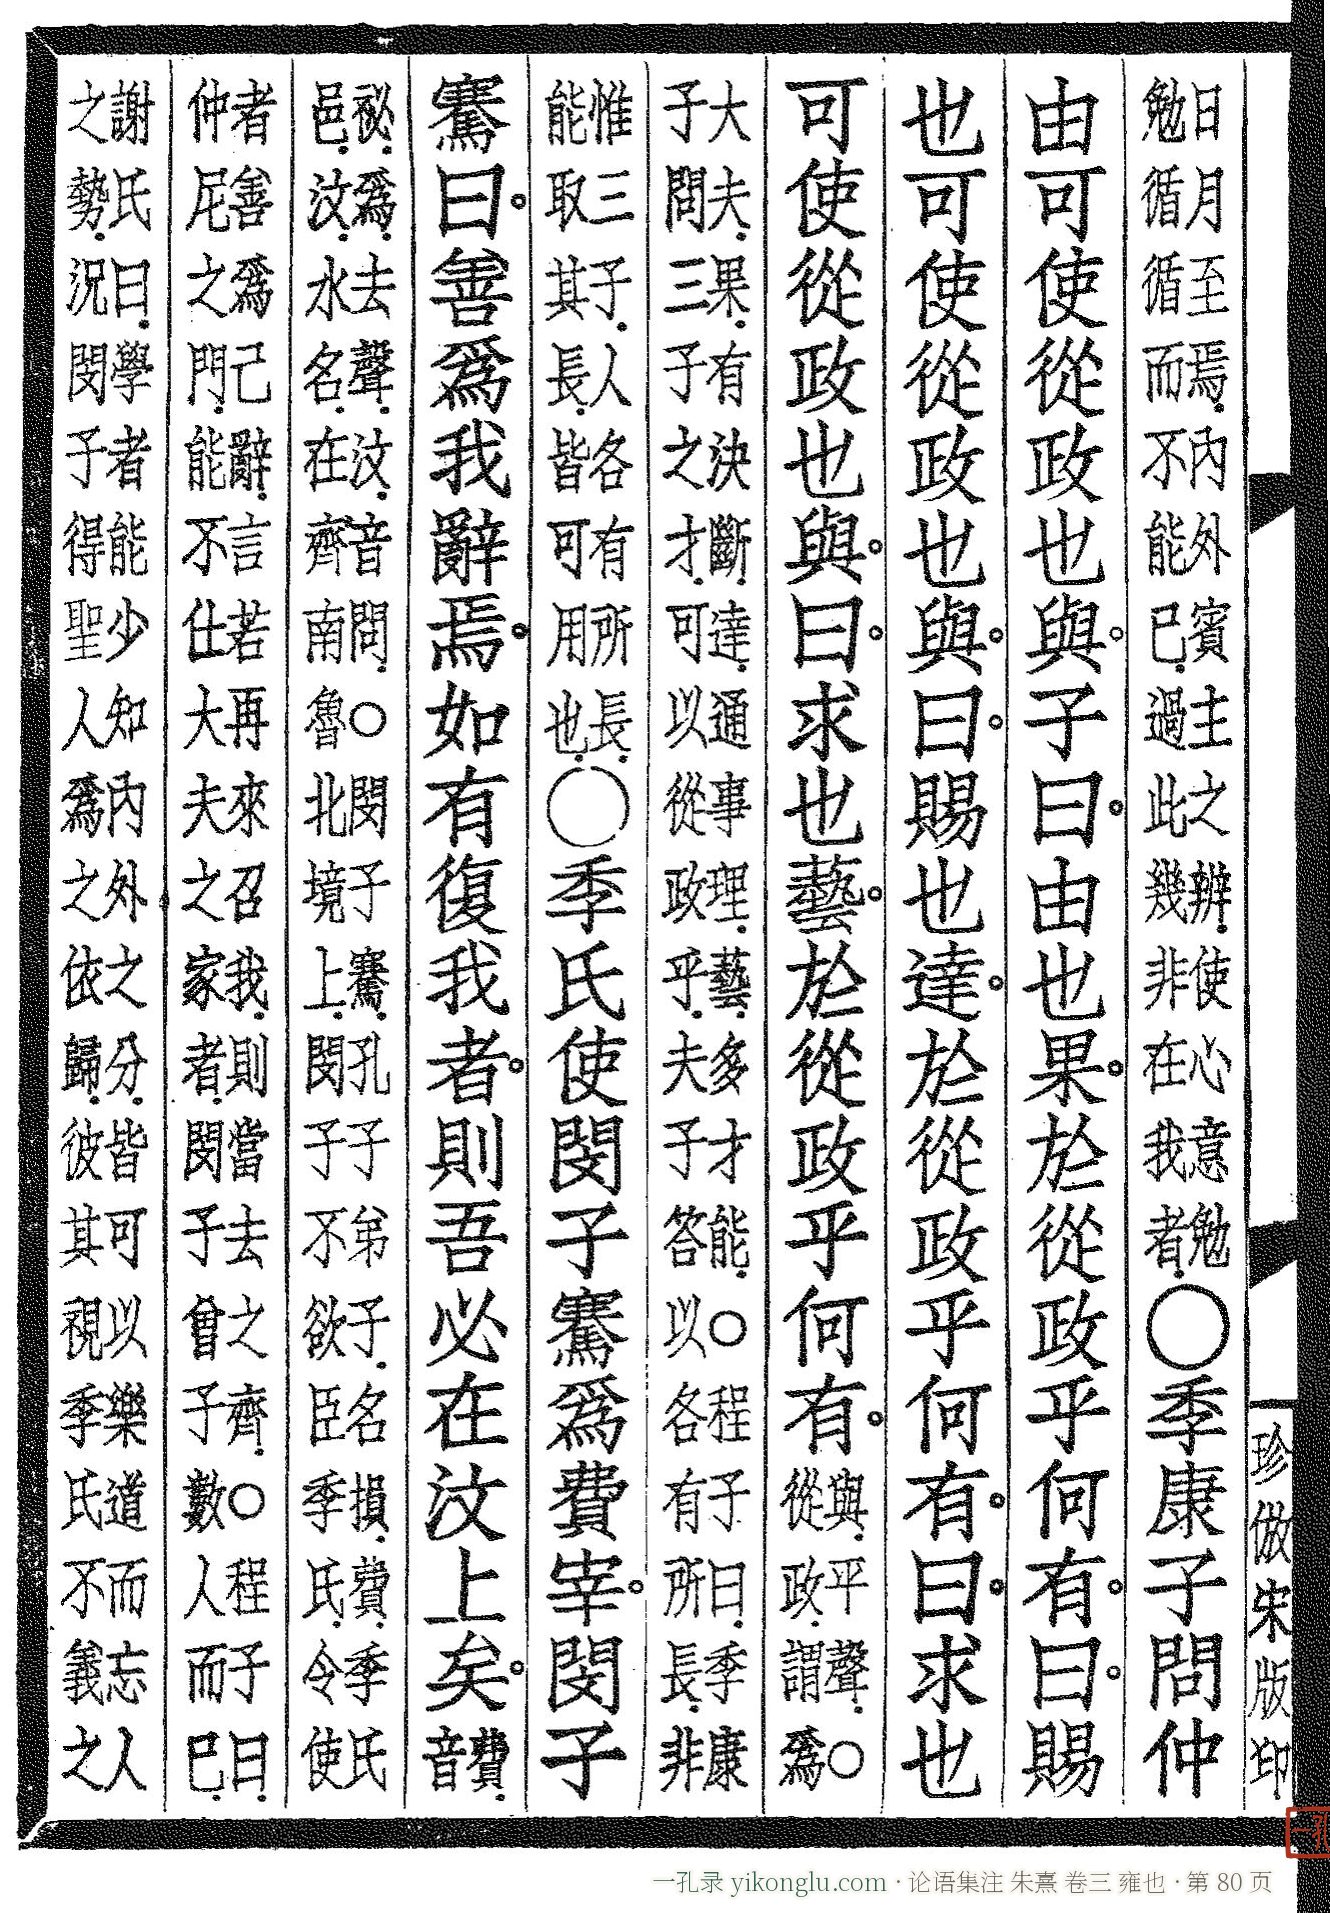 日月至焉內外賓主之辨使心意勉
勉循循而不能已過此幾非在我者〇季康子問仲
由可使從政也與子曰由也果於從政乎何有曰賜
也可使從政也與曰賜也達於從政乎何有曰求也
可使從政也與曰求也藝於從政乎何有與平聲〇
從政謂爲
大夫果有決斷達通事理藝多才能〇程子曰季康
子問三子之才可以從政乎夫子答以各有所長非
惟三子人各有所長
能取其長皆可用也〇季氏使閔子騫爲費宰閔子
騫曰善爲我辭焉如有復我者則吾必在汶上矣費
音
祕爲去聲汶音問〇閔子騫孔子弟子名損費季氏
邑汶水名在齊南魯北境上閔子不欲臣季氏令使
者善爲己辭言若再來召我則當去之齊〇程子曰
仲尼之門能不仕大夫之家者閔子曾子數人而已
謝氏曰學者能少知內外之分皆可以樂道而忘人
之勢況閔子得聖人爲之依歸彼其視季氏不義之
珍倣宋版印
一孔录 yikonglu.com · 论语集注 朱熹 卷三 雍也 · 第 80 页